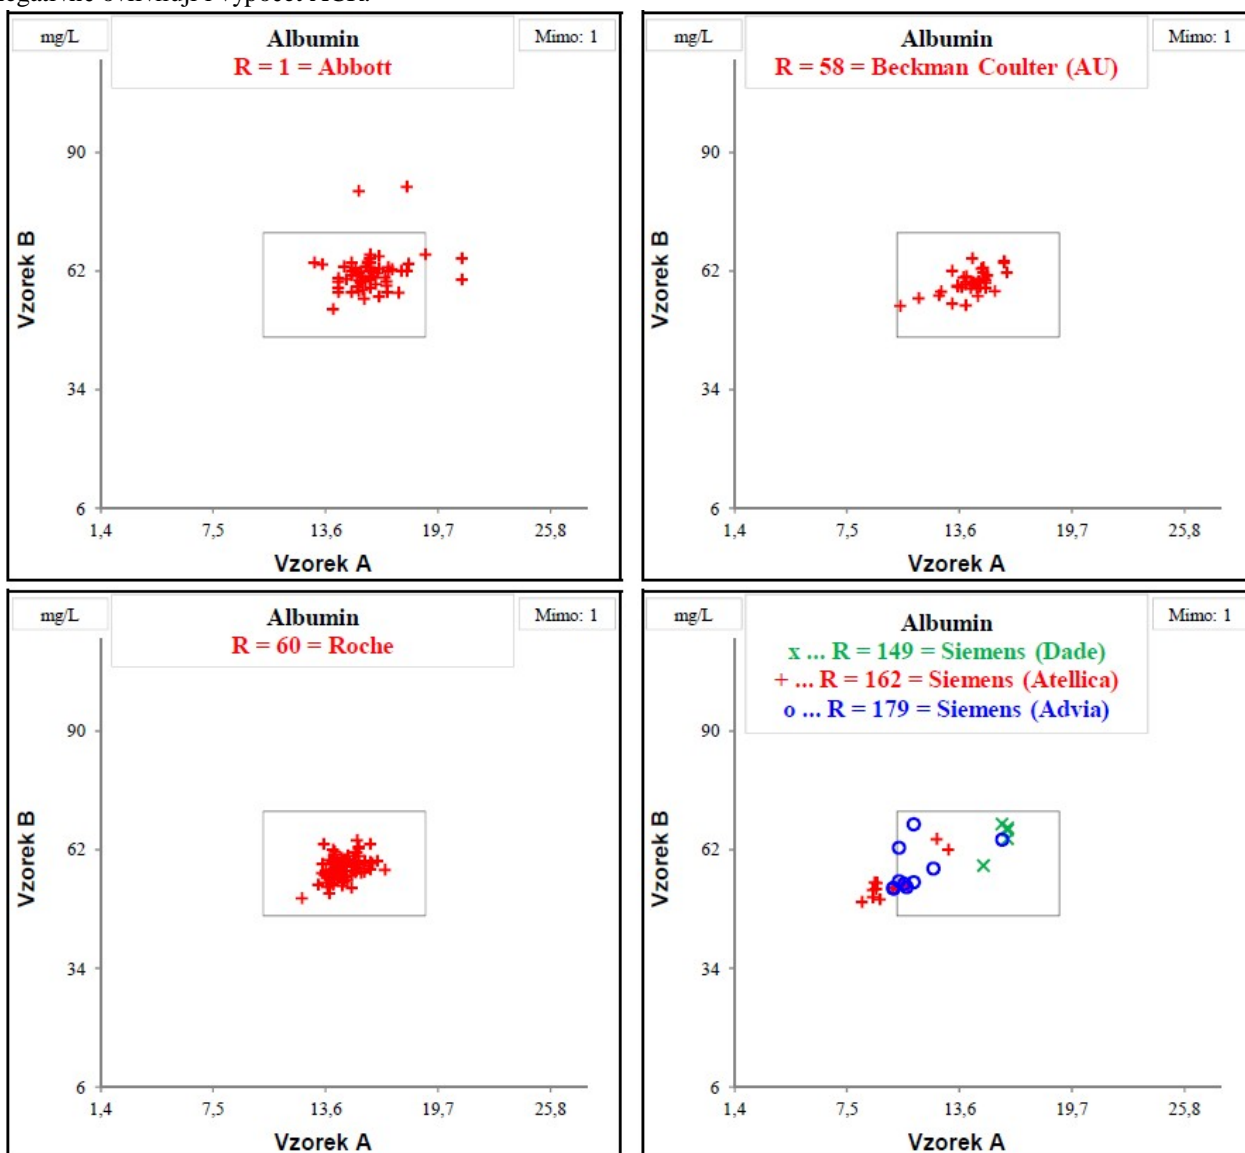 mg/L
Albumin
R = 1 = Abbott
Mimo: 1
Vzorek B
90
62
34
6
1,4 7,5 13,6 19,7 25,8
Vzorek A
mg/L
Albumin
R = 58 = Beckman Coulter (AU)
Mimo: 1
Vzorek B
90
62
34
6
1,4 7,5 13,6 19,7 25,8
Vzorek A
mg/L
Albumin
R = 60 = Roche
Mimo: 1
Vzorek B
90
62
34
6
1,4 7,5 13,6 19,7 25,8
Vzorek A
mg/L
Albumin
x ... R = 149 = Siemens (Dade)
+ ... R = 162 = Siemens (Atellica)
o ... R = 179 = Siemens (Advia)
Mimo: 1
Vzorek B
90
62
34
6
1,4 7,5 13,6 19,7 25,8
Vzorek A